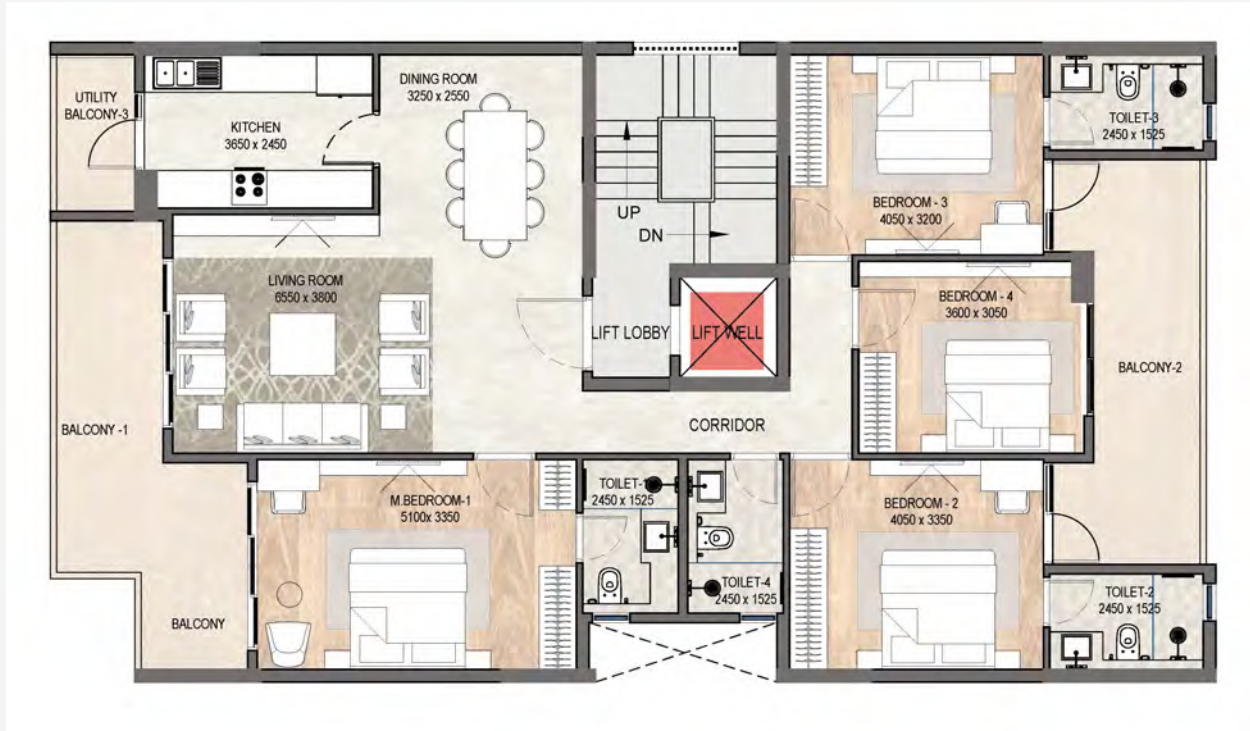 UTILITY
BALCONY-3
KITCHEN
3650 x 2450
DINING ROOM
3250 x 2550
UP
DN
BEDROOM - 3
4050 x 3200
TOILET-3
2450 x 1525
LIVING ROOM
6550 x 3800
LIFT LOBBY
LIFT WELL
BEDROOM - 4
3600 x 3050
BALCONY-2
BALCONY -1
CORRIDOR
M.BEDROOM-1
5100x 3350
TOILET-1
2450 x 1525
TOILET-4
2450 x 1525
BEDROOM - 2
4050 x 3350
TOILET-2
2450 x 1525
BALCONY